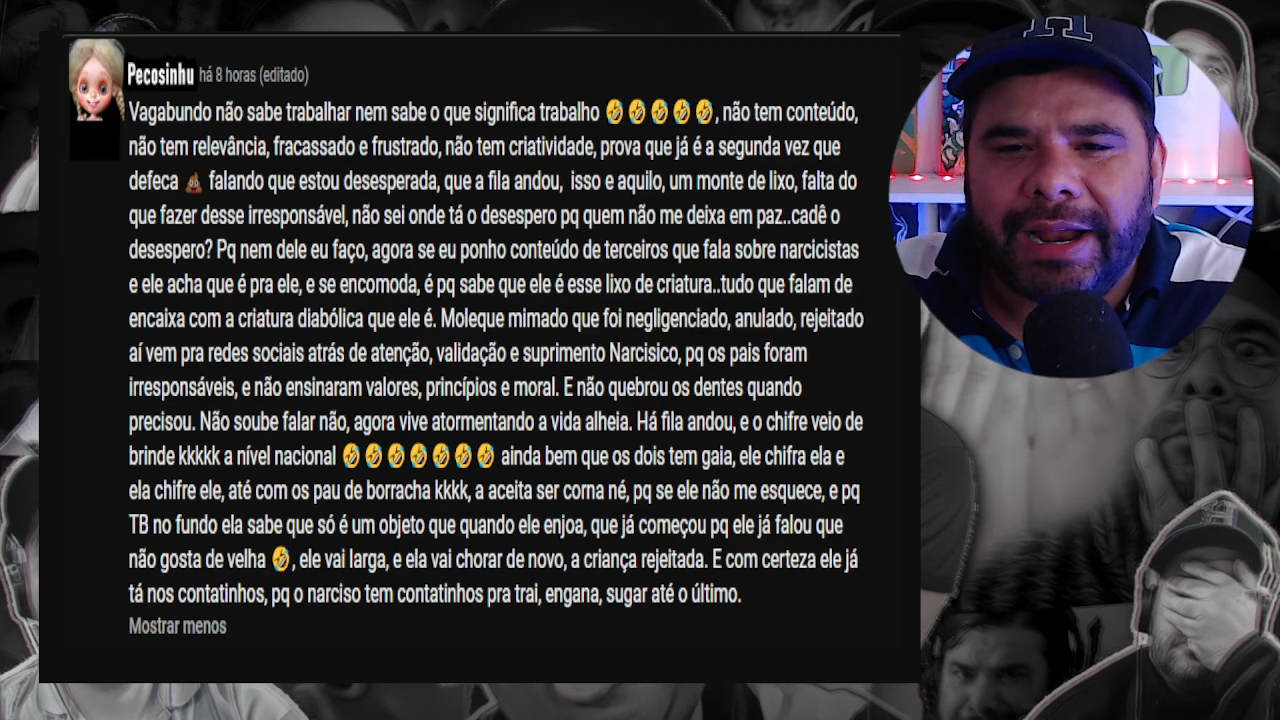 H
Pecosinhu há 8 horas (editado)
Vagabundo não sabe trabalhar nem sabe o que significa trabalho 🤣🤣🤣🤣🤣, não tem conteúdo,
não tem relevância, fracassado e frustrado, não tem criatividade, prova que já é a segunda vez que
defeca 💩 falando que estou desesperada, que a fila andou, isso e aquilo, um monte de lixo, falta do
que fazer desse irresponsável, não sei onde tá o desespero pq quem não me deixa em paz..cadê o
desespero? Pq nem dele eu faço, agora se eu ponho conteúdo de terceiros que fala sobre narcicistas
e ele acha que é pra ele, e se encomoda, é pq sabe que ele é esse lixo de criatura..tudo que falam de
encaixa com a criatura diabólica que ele é. Moleque mimado que foi negligenciado, anulado, rejeitado
aí vem pra redes sociais atrás de atenção, validação e suprimento Narcisico, pq os pais foram
irresponsáveis, e não ensinaram valores, princípios e moral. E não quebrou os dentes quando
precisou. Não soube falar não, agora vive atormentando a vida alheia. Há fila andou, e o chifre veio de
brinde kkkkk a nível nacional 🤣🤣🤣🤣🤣🤣🤣 ainda bem que os dois tem gaia, ele chifra ela e
ela chifre ele, até com os pau de borracha kkkk, a aceita ser corna né, pq se ele não me esquece, e pq
TB no fundo ela sabe que só é um objeto que quando ele enjoa, que já começou pq ele já falou que
não gosta de velha 🤣, ele vai larga, e ela vai chorar de novo, a criança rejeitada. E com certeza ele já
tá nos contatinhos, pq o narciso tem contatinhos pra trai, engana, sugar até o último.
Mostrar menos